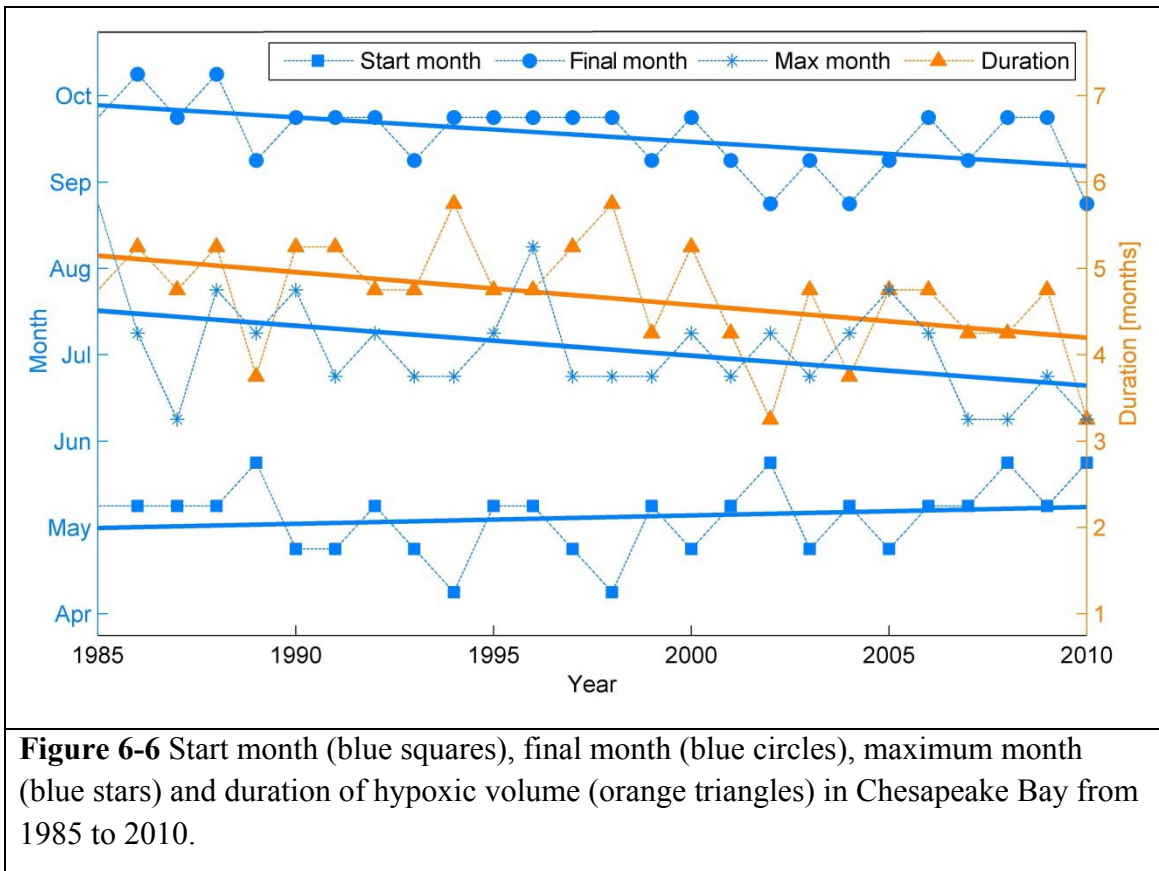 Start month Final month Max month Duration
Oct
Sep
Aug
Jul
Jun
May
Apr
Month
7
6
5
4
3
2
1
Duration [months]
1985 1990 1995 2000 2005 2010
Year
Figure 6-6 Start month (blue squares), final month (blue circles), maximum month
(blue stars) and duration of hypoxic volume (orange triangles) in Chesapeake Bay from
1985 to 2010.